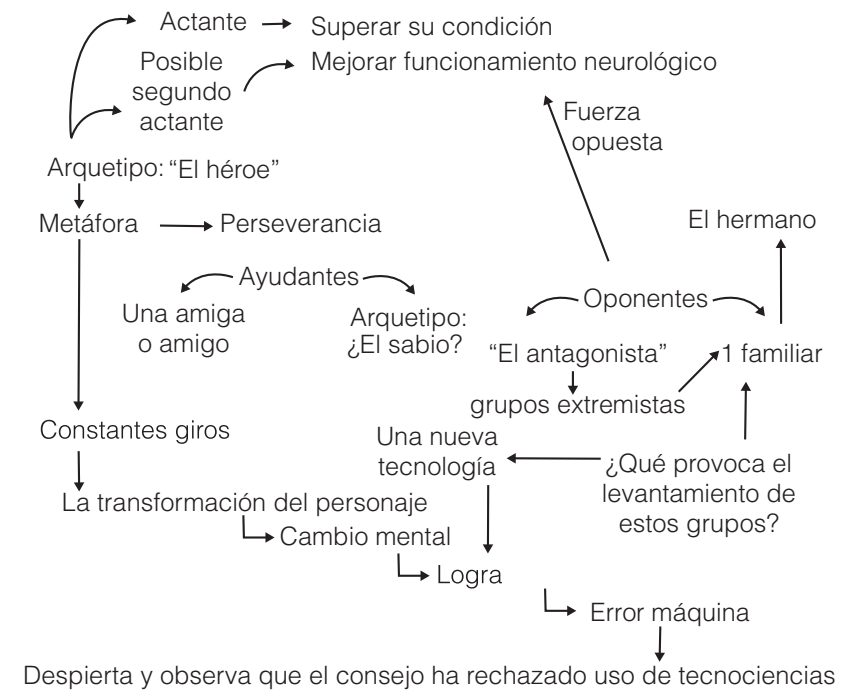 Actante
Superar su condición
Posible
segundo
actante
Mejorar funcionamiento neurológico
Fuerza
opuesta
Arquetipo: “El héroe”
Metáfora
Perseverancia
El hermano
Ayudantes
Oponentes
Una amiga
o amigo
Arquetipo:
¿El sabio?
“El antagonista”
1 familiar
grupos extremistas
Constantes giros
Una nueva
tecnología
¿Qué provoca el
levantamiento de
estos grupos?
La transformación del personaje
Cambio mental
Logra
Error máquina
Despierta y observa que el consejo ha rechazado uso de tecnociencias